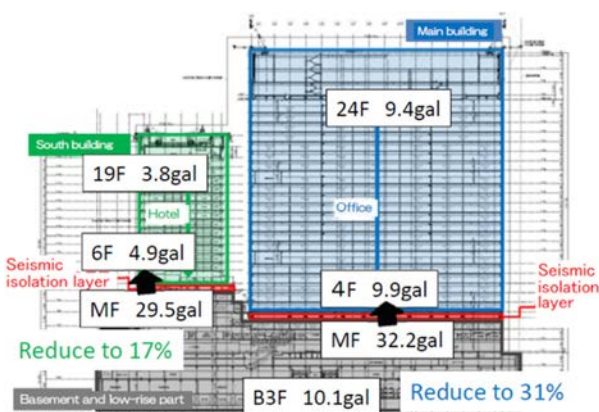 Main building
24F 9.4gal
South building
19F 3.8gal
Hotel
Office
6F 4.9gal
Seismic
isolation layer
4F 9.9gal
Seismic
isolation layer
MF 29.5gal
MF 32.2gal
Reduce to 17%
Reduce to 31%
Basement and low-rise part
B3F 10.1gal